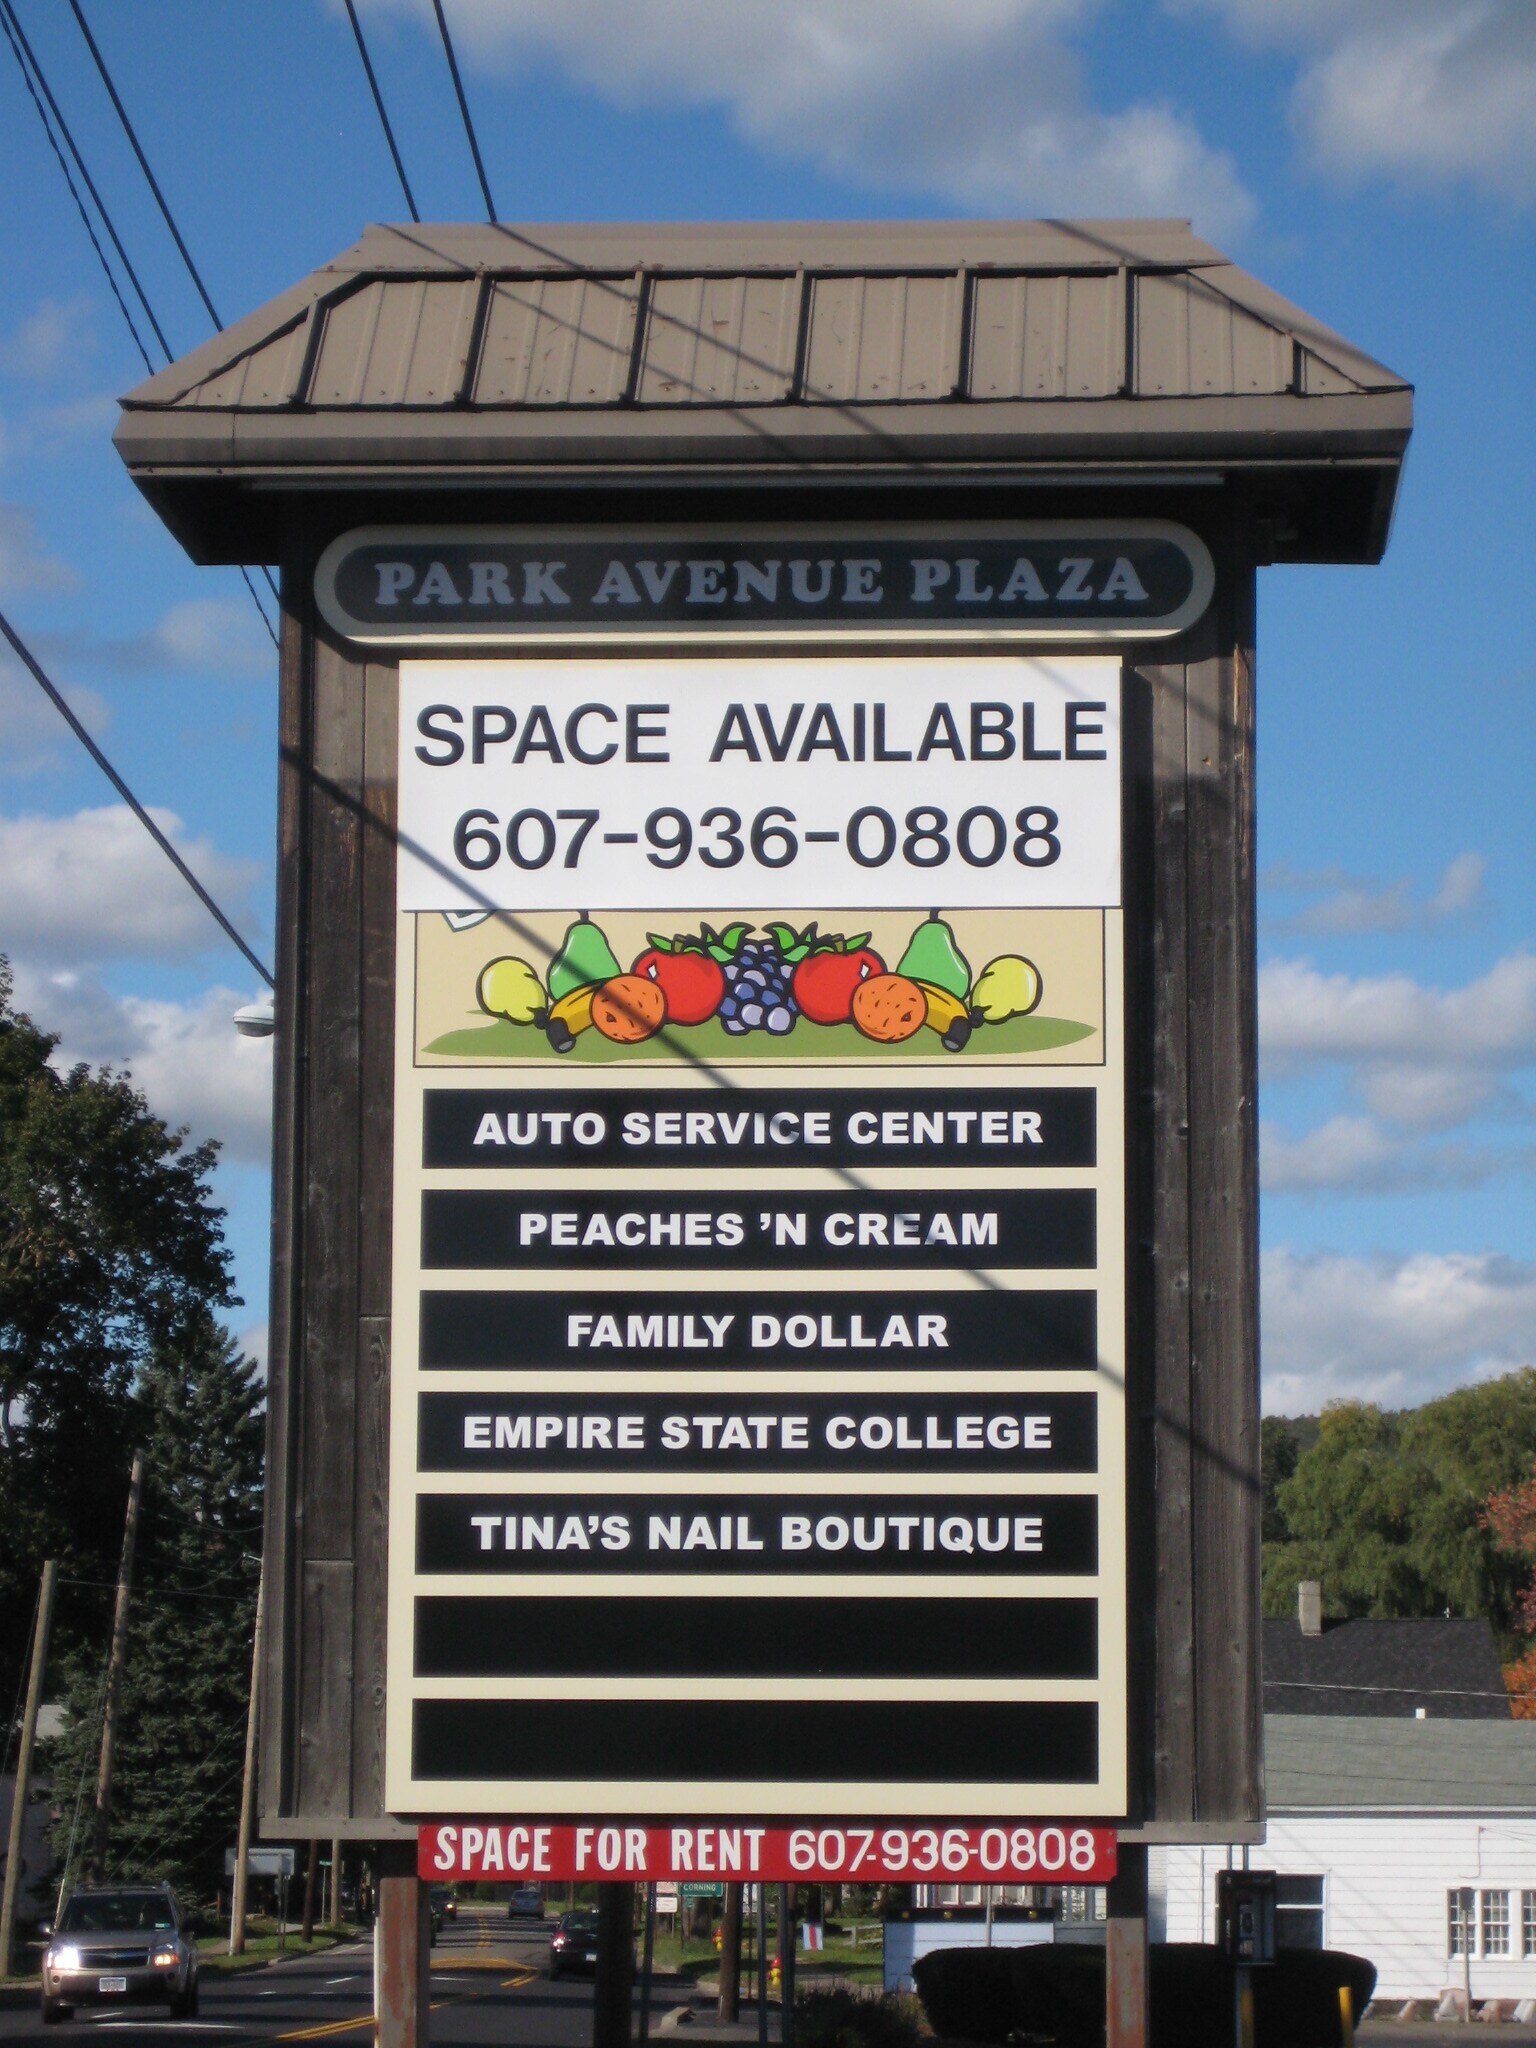 PARK AVENUE PLAZA
SPACE AVAILABLE
607-936-0808
AUTO SERVICE CENTER
PEACHES 'N CREAM
FAMILY DOLLAR
EMPIRE STATE COLLEGE
TINA'S NAIL BOUTIQUE
SPACE FOR RENT 607-936-0808
CORNING